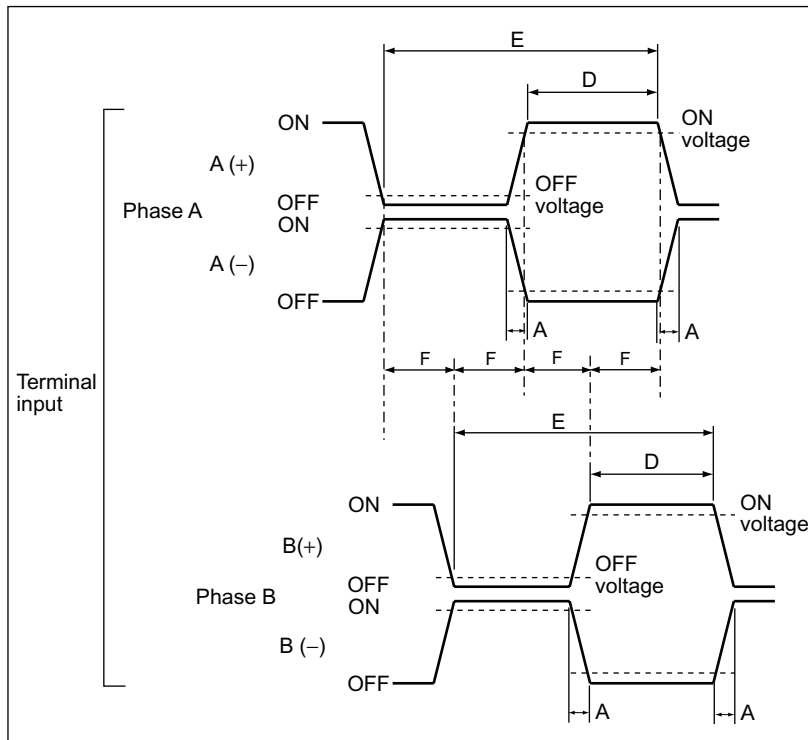 E
D
ON
ON
voltage
A (+)
OFF
voltage
OFF
Phase A
ON
A (−)
OFF
A
A
F
F
F
F
Terminal
input
E
D
ON
ON
voltage
B(+)
OFF
voltage
OFF
Phase B
ON
B (−)
OFF
A
A